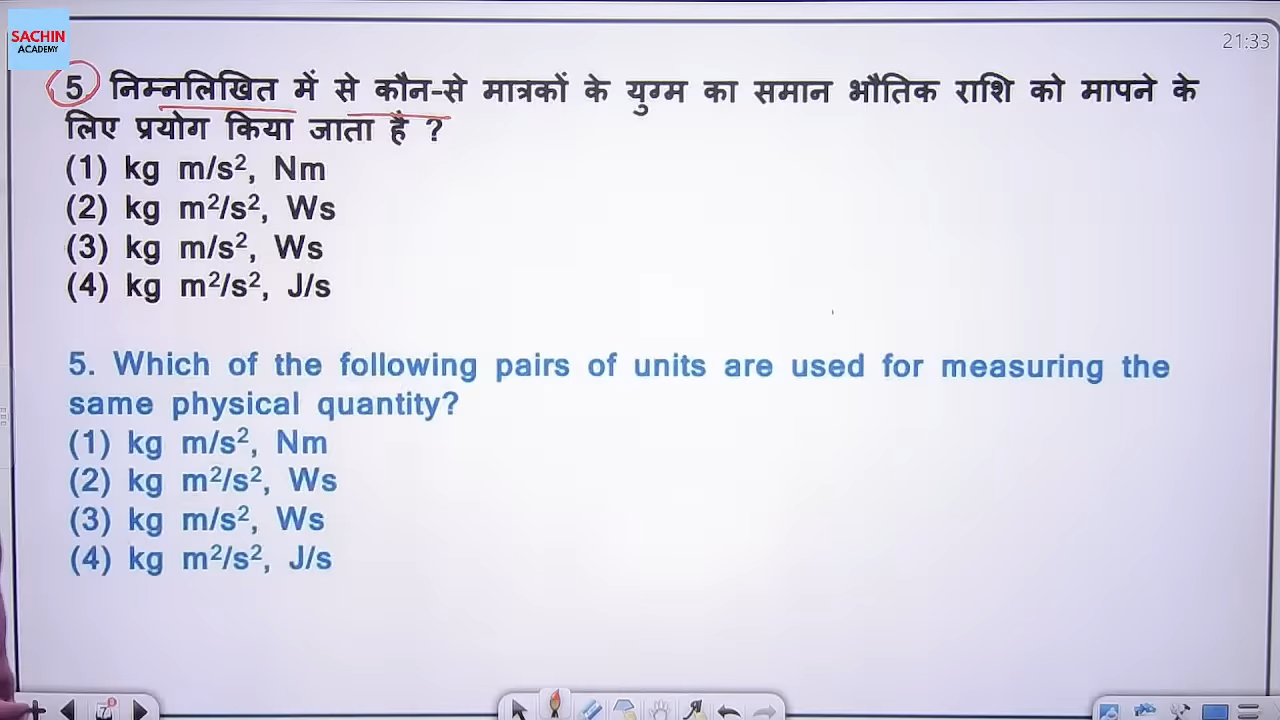 SACHIN
ACADEMY
21:33
5. निम्नलिखित में से कौन-से मात्रकों के युग्म का समान भौतिक राशि को मापने के
लिए प्रयोग किया जाता है ?
(1) kg m/s², Nm
(2) kg m²/s², Ws
(3) kg m/s², Ws
(4) kg m²/s², J/s
5. Which of the following pairs of units are used for measuring the
same physical quantity?
(1) kg m/s², Nm
(2) kg m²/s², Ws
(3) kg m/s², Ws
(4) kg m²/s², J/s